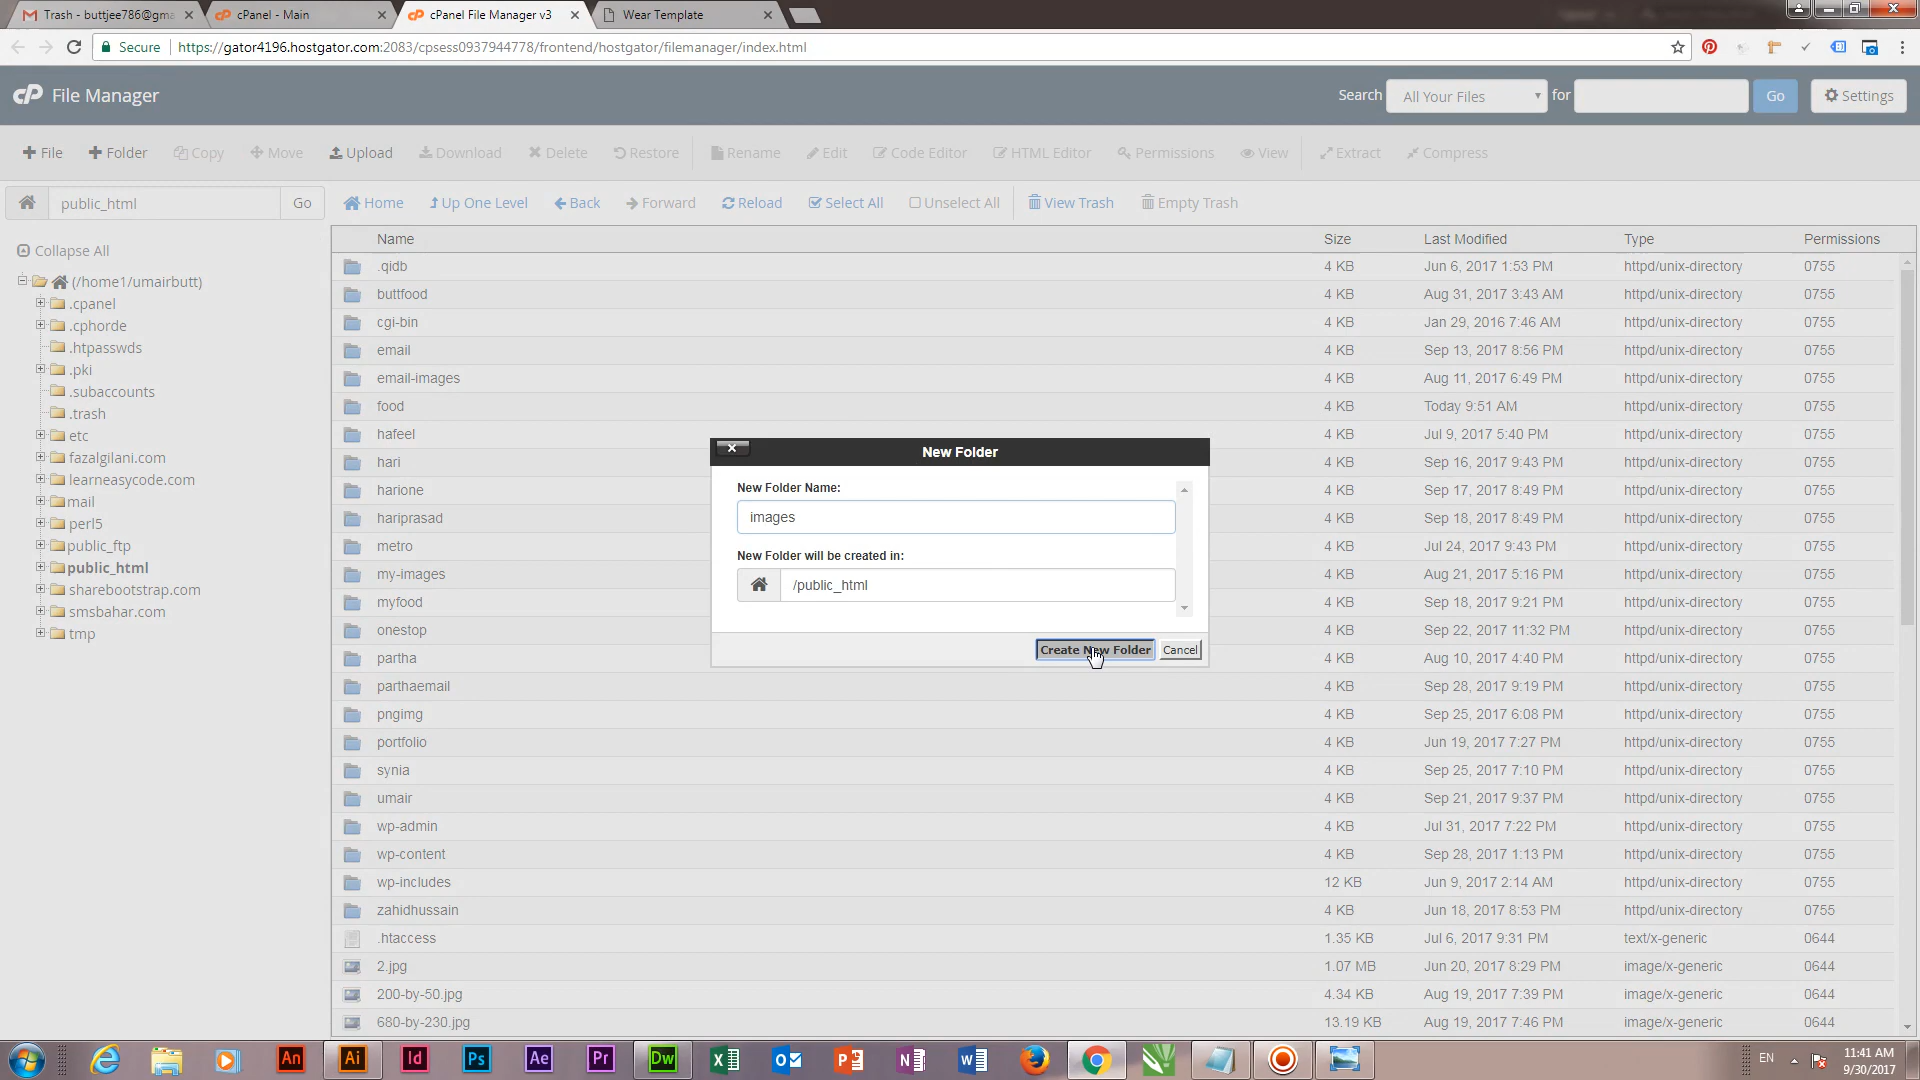 Trash - buttjee786@gma
cPanel - Main
cPanel File Manager v3
Wear Template
Secure
https://gator4196.hostgator.com:2083/cpsess0937944778/frontend/hostgator/filemanager/index.html
cP File Manager
Search All Your Files for Go Settings
File Folder Copy Move Upload Download Delete Restore Rename Edit Code Editor HTML Editor Permissions View Extract Compress
public_html Go Home Up One Level Back Forward Reload Select All Unselect All View Trash Empty Trash
Collapse All
(/home1/umairbutt)
.cpanel
.cphorde
.htpasswds
.pki
.subaccounts
.trash
etc
fazalgilani.com
learneasycode.com
mail
perl5
public_ftp
public_html
sharebootstrap.com
smsbahar.com
tmp
Name Size Last Modified Type Permissions
.qidb 4 KB Jun 6, 2017 1:53 PM httpd/unix-directory 0755
buttfood 4 KB Aug 31, 2017 3:43 AM httpd/unix-directory 0755
cgi-bin 4 KB Jan 29, 2016 7:46 AM httpd/unix-directory 0755
email 4 KB Sep 13, 2017 8:56 PM httpd/unix-directory 0755
email-images 4 KB Aug 11, 2017 6:49 PM httpd/unix-directory 0755
food 4 KB Today 9:51 AM httpd/unix-directory 0755
hafeel 4 KB Jul 9, 2017 5:40 PM httpd/unix-directory 0755
hari 4 KB Sep 16, 2017 9:43 PM httpd/unix-directory 0755
harione 4 KB Sep 17, 2017 8:49 PM httpd/unix-directory 0755
hariprasad 4 KB Sep 18, 2017 8:49 PM httpd/unix-directory 0755
metro 4 KB Jul 24, 2017 9:43 PM httpd/unix-directory 0755
my-images 4 KB Aug 21, 2017 5:16 PM httpd/unix-directory 0755
myfood 4 KB Sep 18, 2017 9:21 PM httpd/unix-directory 0755
onestop 4 KB Sep 22, 2017 11:32 PM httpd/unix-directory 0755
partha 4 KB Aug 10, 2017 4:40 PM httpd/unix-directory 0755
parthaemail 4 KB Sep 28, 2017 9:19 PM httpd/unix-directory 0755
pngimg 4 KB Sep 25, 2017 6:08 PM httpd/unix-directory 0755
portfolio 4 KB Jun 19, 2017 7:27 PM httpd/unix-directory 0755
synia 4 KB Sep 25, 2017 7:10 PM httpd/unix-directory 0755
umair 4 KB Sep 21, 2017 9:37 PM httpd/unix-directory 0755
wp-admin 4 KB Jul 31, 2017 7:22 PM httpd/unix-directory 0755
wp-content 4 KB Sep 28, 2017 1:13 PM httpd/unix-directory 0755
wp-includes 12 KB Jun 9, 2017 2:14 AM httpd/unix-directory 0755
zahidhussain 4 KB Jun 18, 2017 8:53 PM httpd/unix-directory 0755
.htaccess 1.35 KB Jul 6, 2017 9:31 PM text/x-generic 0644
2.jpg 1.07 MB Jun 20, 2017 8:29 PM image/x-generic 0644
200-by-50.jpg 4.34 KB Aug 19, 2017 7:39 PM image/x-generic 0644
680-by-230.jpg 13.19 KB Aug 19, 2017 7:46 PM image/x-generic 0644
New Folder
New Folder Name:
images
New Folder will be created in:
/public_html
Create New Folder Cancel
An Ai Id Ps Ae Pr Dw
EN
11:41 AM
9/30/2017